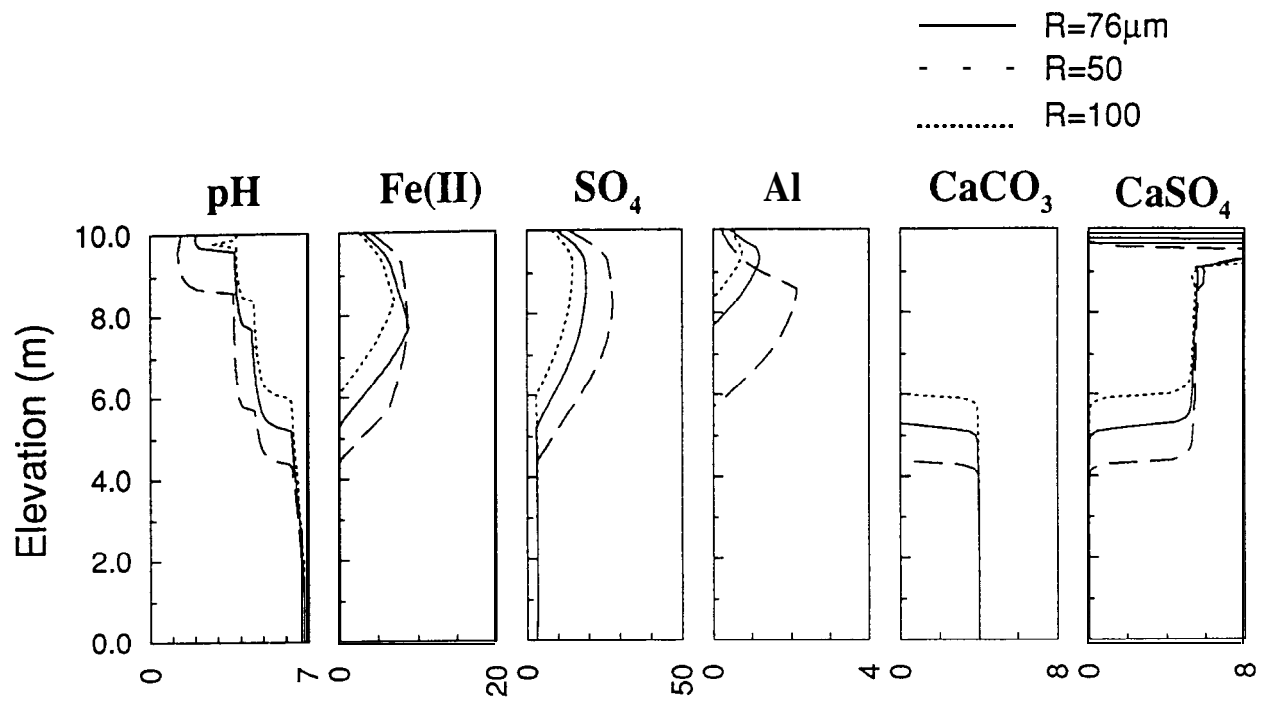 R=76μm
R=50
R=100
pH Fe(II) SO₄ Al CaCO₃ CaSO₄
Elevation (m)
10.0
8.0
6.0
4.0
2.0
0.0
0 7 0 20 0 50 0 4 0 8 0 8